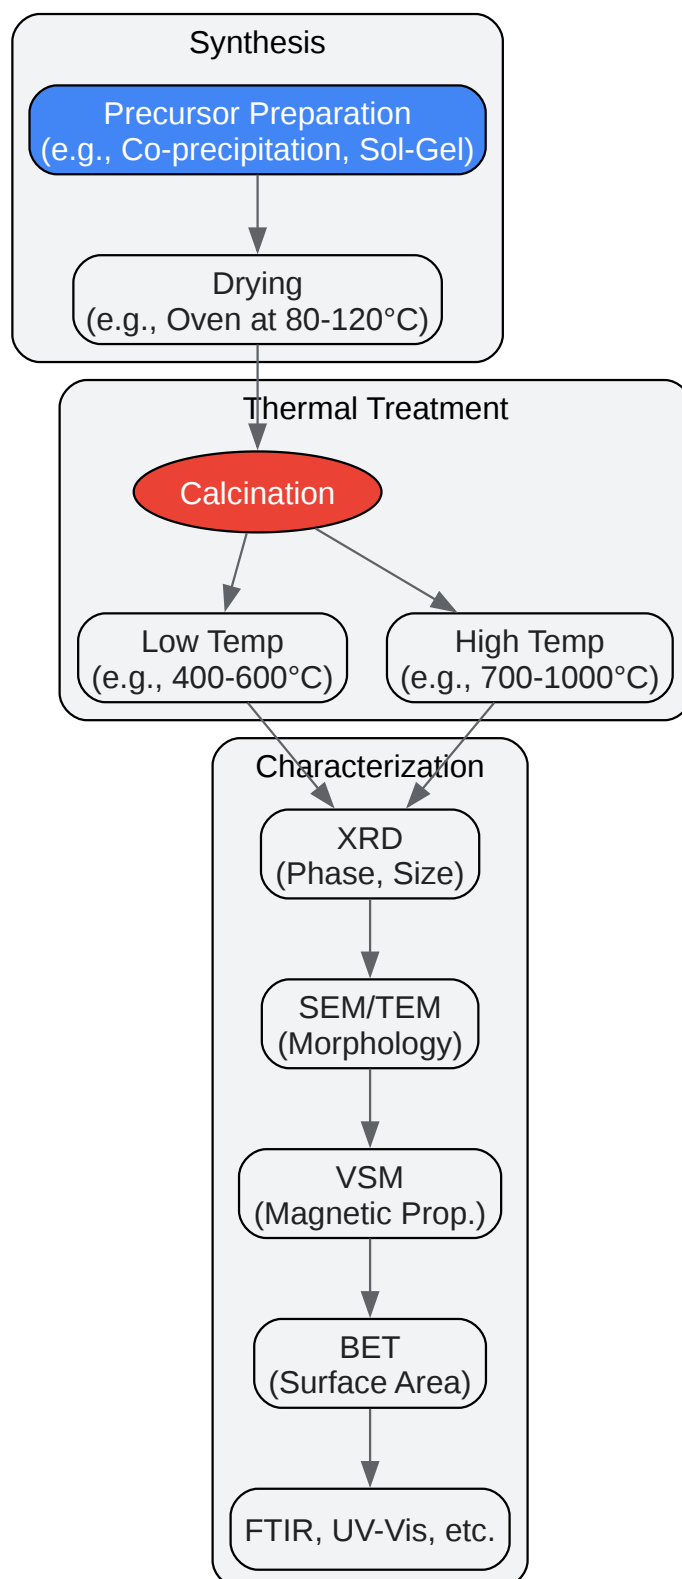 Synthesis
Precursor Preparation
(e.g., Co-precipitation, Sol-Gel)
Drying
(e.g., Oven at 80-120°C)
Thermal Treatment
Calcination
Low Temp
(e.g., 400-600°C)
High Temp
(e.g., 700-1000°C)
Characterization
XRD
(Phase, Size)
SEM/TEM
(Morphology)
VSM
(Magnetic Prop.)
BET
(Surface Area)
FTIR, UV-Vis, etc.